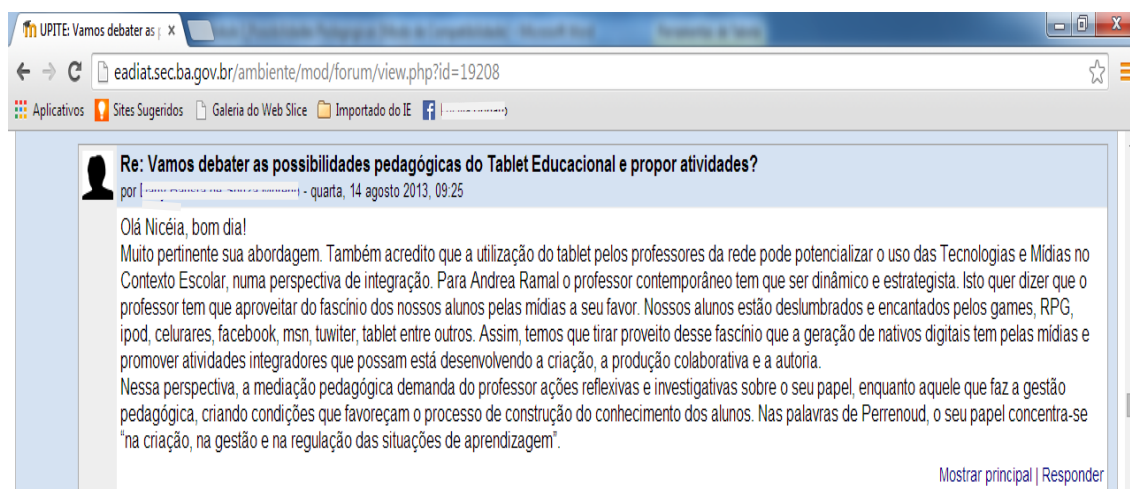 UPITE: Vamos debater as p
eadiat.sec.ba.gov.br/ambiente/mod/forum/view.php?id=19208
Aplicativos Sites Sugeridos Galeria do Web Slice Importado do IE
Re: Vamos debater as possibilidades pedagógicas do Tablet Educacional e propor atividades?
por - quarta, 14 agosto 2013, 09:25
Olá Nicéia, bom dia!
Muito pertinente sua abordagem. Também acredito que a utilização do tablet pelos professores da rede pode potencializar o uso das Tecnologias e Mídias no
Contexto Escolar, numa perspectiva de integração. Para Andrea Ramal o professor contemporâneo tem que ser dinâmico e estrategista. Isto quer dizer que o
professor tem que aproveitar do fascínio dos nossos alunos pelas mídias a seu favor. Nossos alunos estão deslumbrados e encantados pelos games, RPG,
ipod, celurares, facebook, msn, tuwiter, tablet entre outros. Assim, temos que tirar proveito desse fascínio que a geração de nativos digitais tem pelas mídias e
promover atividades integradores que possam está desenvolvendo a criação, a produção colaborativa e a autoria.
Nessa perspectiva, a mediação pedagógica demanda do professor ações reflexivas e investigativas sobre o seu papel, enquanto aquele que faz a gestão
pedagógica, criando condições que favoreçam o processo de construção do conhecimento dos alunos. Nas palavras de Perrenoud, o seu papel concentra-se
“na criação, na gestão e na regulação das situações de aprendizagem”.
Mostrar principal | Responder